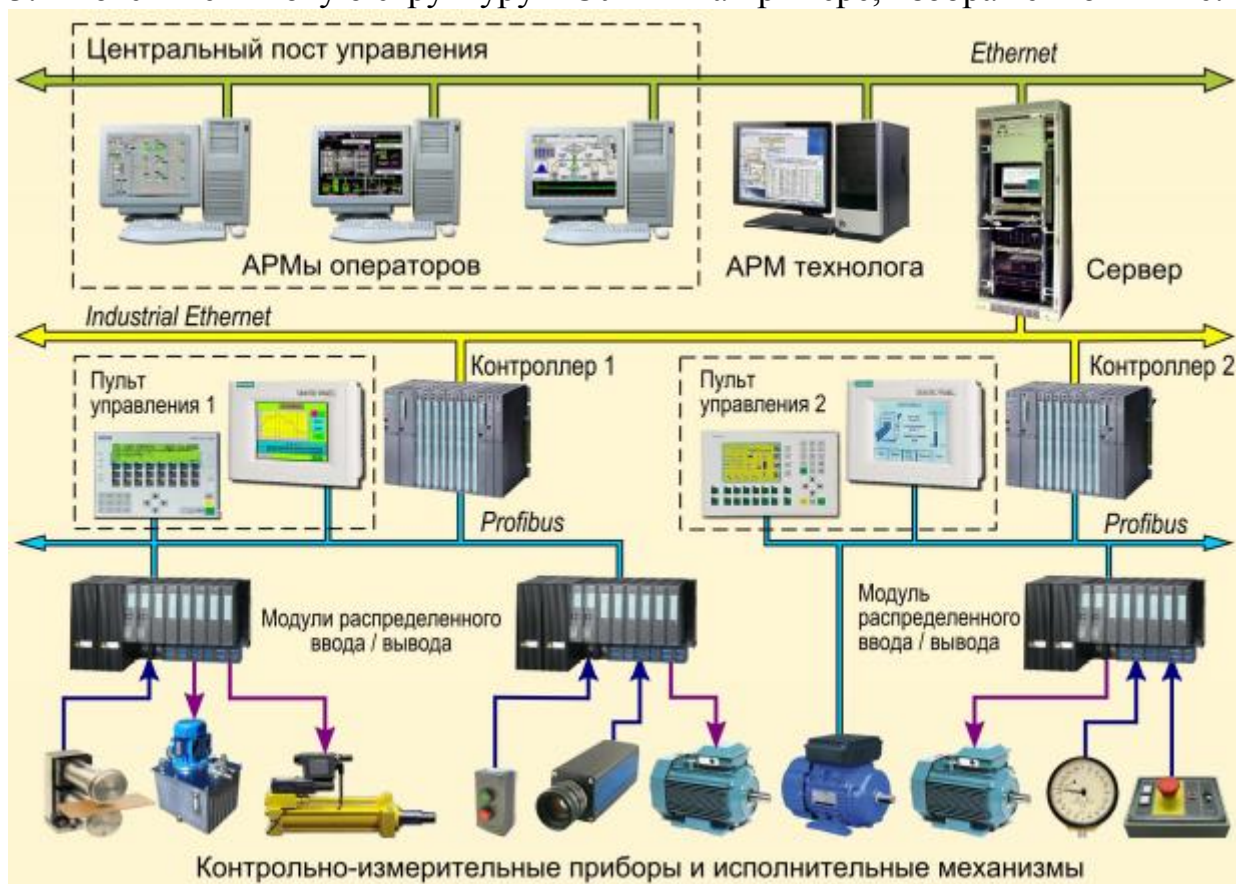 Центральный пост управления
Ethernet
АРМы операторов
АРМ технолога
Сервер
Industrial Ethernet
Пульт
управления 1
Контроллер 1
Пульт
управления 2
Контроллер 2
Profibus
Profibus
Модули распределенного
ввода / вывода
Модуль
распределенного
ввода / вывода
Контрольно-измерительные приборы и исполнительные механизмы